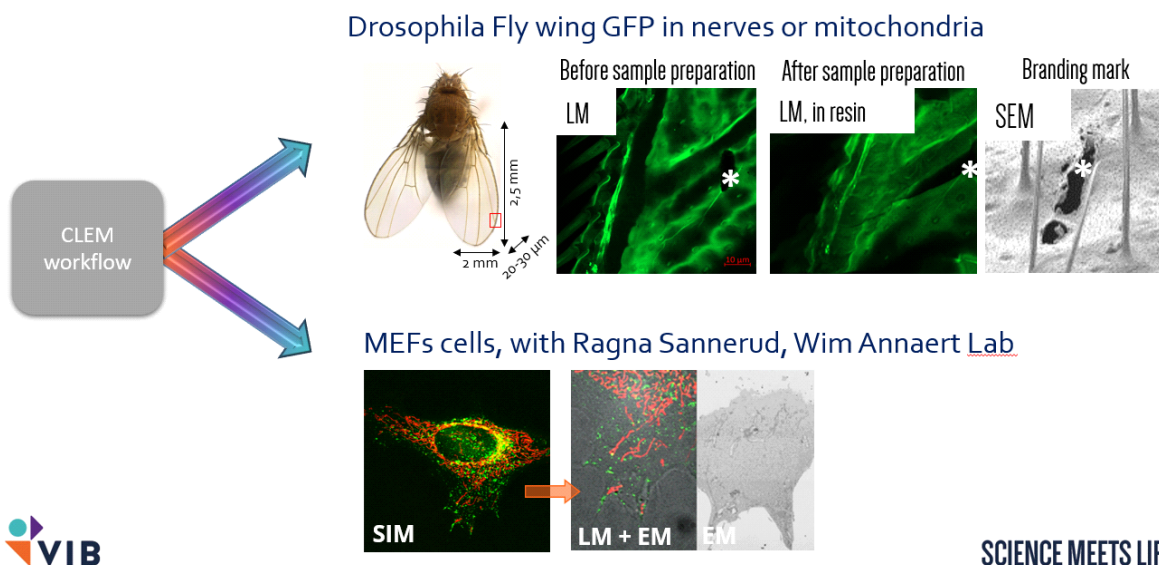 Drosophila Fly wing GFP in nerves or mitochondria
Before sample preparation
After sample preparation
Branding mark
LM
LM, in resin
SEM
*
*
*
2,5 mm
2 mm
20-30 µm
10 µm
CLEM
workflow
MEFs cells, with Ragna Sannerud, Wim Annaert Lab
SIM
LM + EM
EM
VIB
SCIENCE MEETS LIF